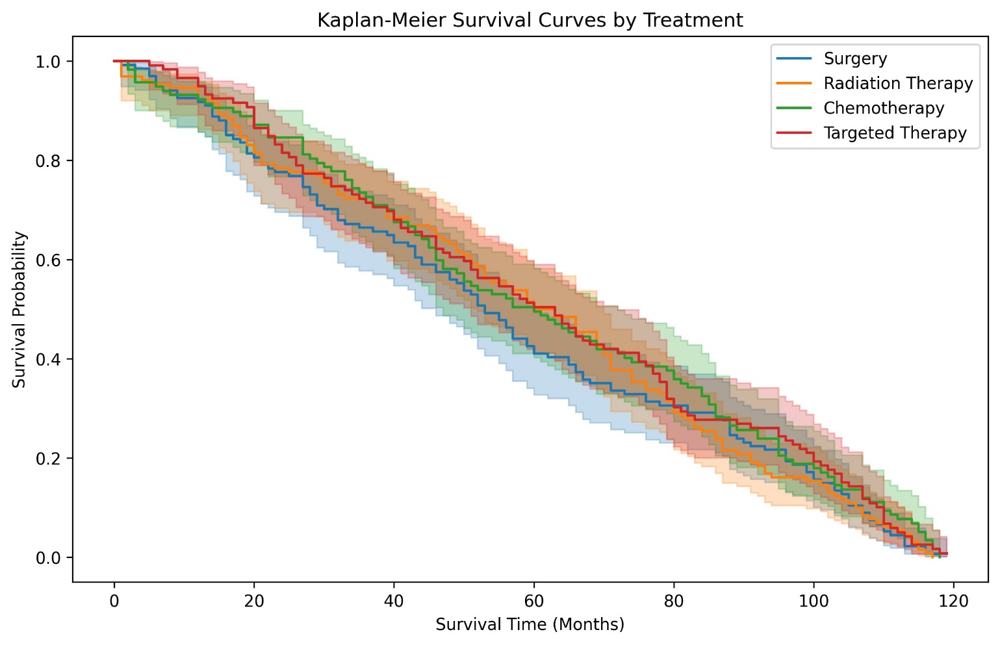 Kaplan-Meier Survival Curves by Treatment
Surgery
Radiation Therapy
Chemotherapy
Targeted Therapy
Survival Probability
1.0
0.8
0.6
0.4
0.2
0.0
0 20 40 60 80 100 120
Survival Time (Months)